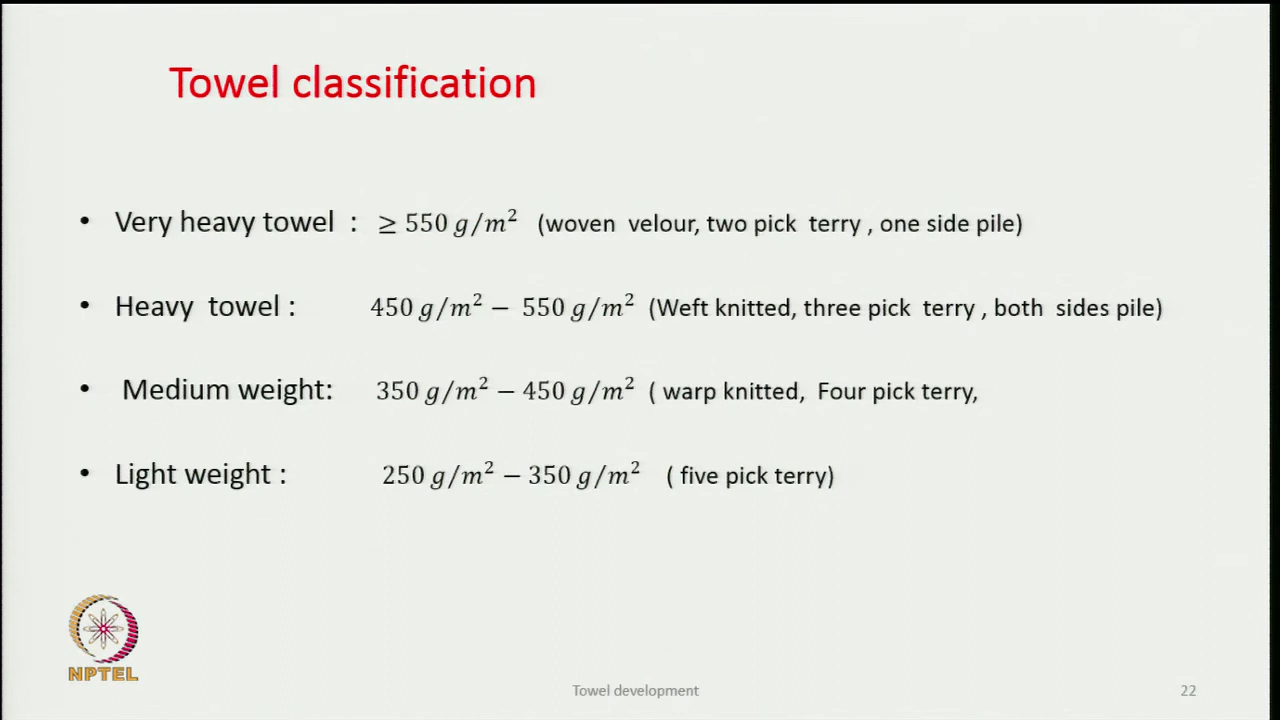 Towel classification
• Very heavy towel : ≥ 550 g/m² (woven velour, two pick terry , one side pile)
• Heavy towel : 450 g/m² − 550 g/m² (Weft knitted, three pick terry , both sides pile)
• Medium weight: 350 g/m² − 450 g/m² ( warp knitted, Four pick terry,
• Light weight : 250 g/m² − 350 g/m² ( five pick terry)
NPTEL
Towel development
22